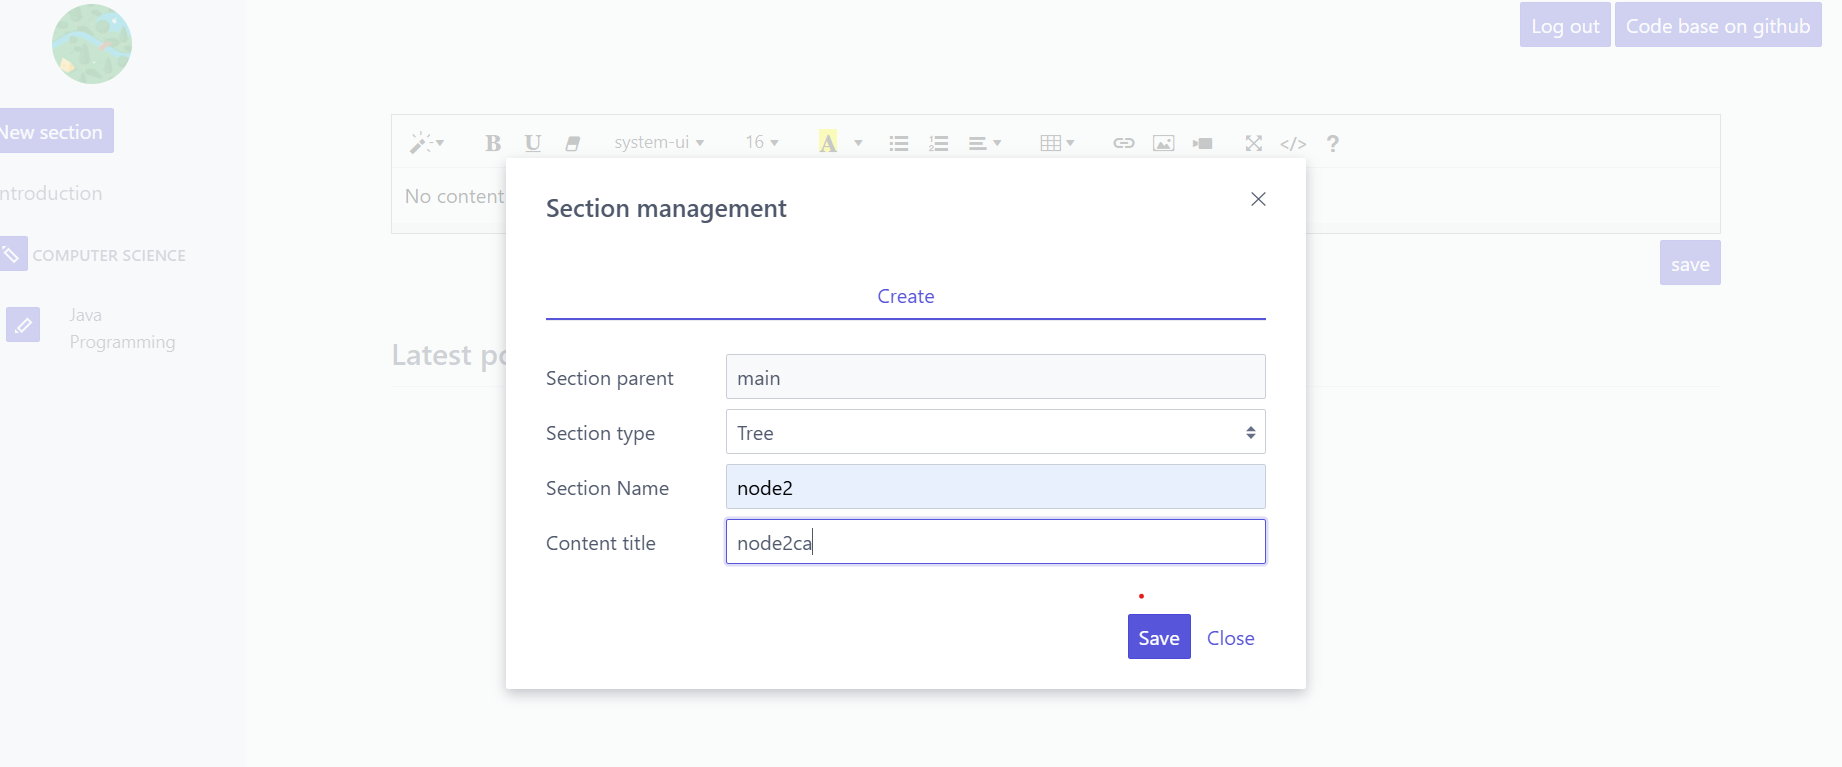 Log out
Code base on github
New section
ntroduction
COMPUTER SCIENCE
Java
Programming
B U system-ui 16 A </> ?
No content
save
Latest po
Section management
Create
Section parent main
Section type Tree
Section Name node2
Content title node2ca
Save Close